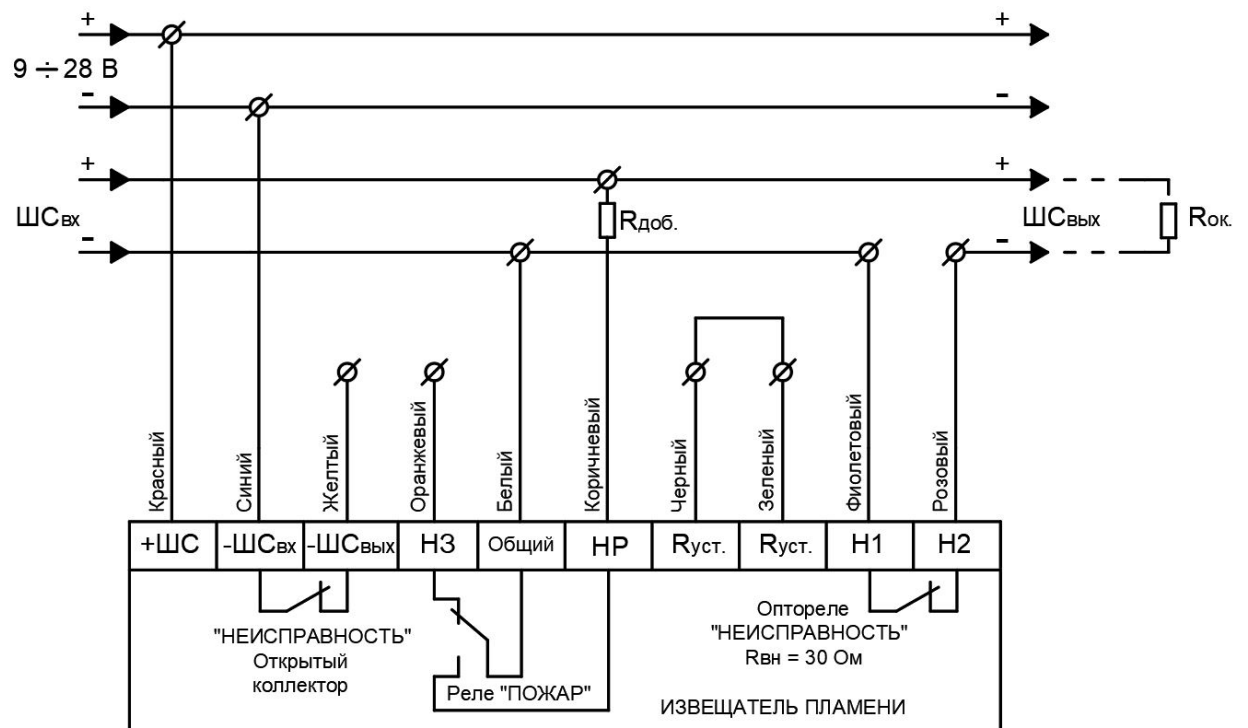 + +
9 ÷ 28 В
- -
+ +
ШСвх Rдоб. ШСвых Rок.
- -
Красный
Синий
Желтый
Оранжевый
Белый
Коричневый
Черный
Зеленый
Фиолетовый
Розовый
+ШС -ШСвх -ШСвых НЗ Общий НР Rуст. Rуст. Н1 Н2
"НЕИСПРАВНОСТЬ"
Открытый
коллектор
Реле "ПОЖАР"
Оптореле
"НЕИСПРАВНОСТЬ"
Rвн = 30 Ом
ИЗВЕЩАТЕЛЬ ПЛАМЕНИ